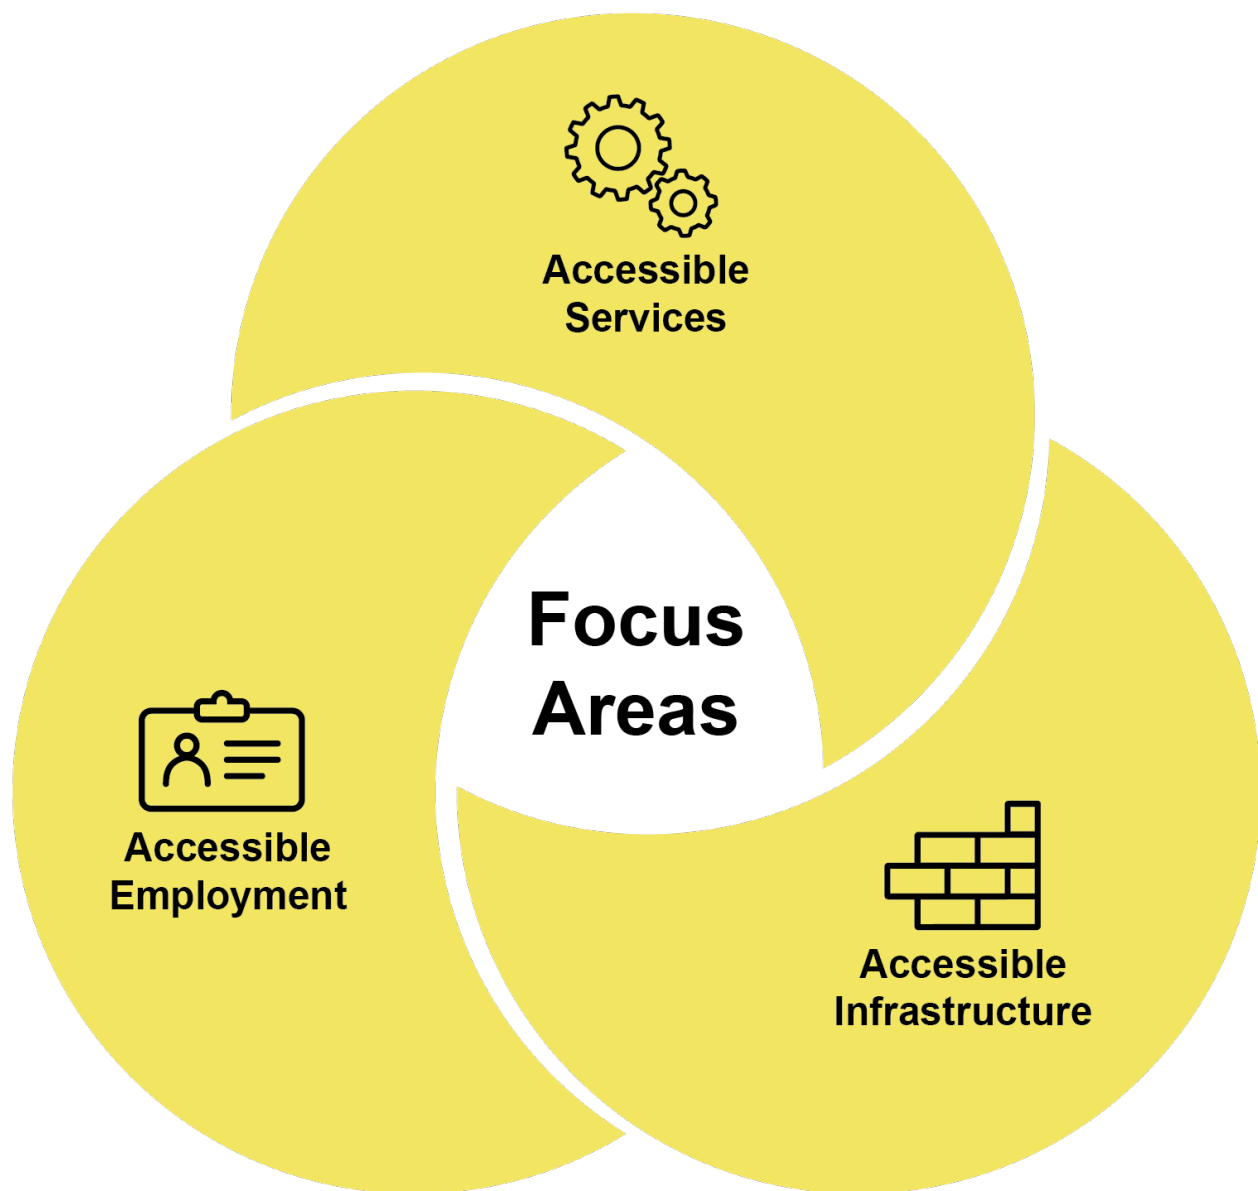 Accessible
Services
Focus
Areas
Accessible
Employment
Accessible
Infrastructure